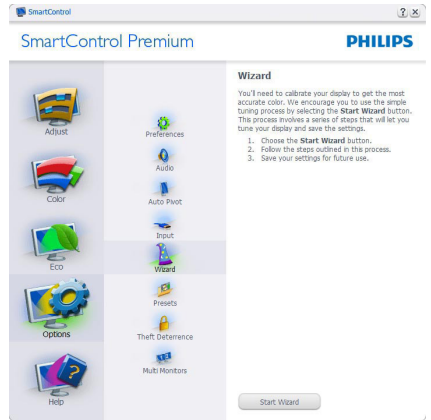 SmartControl
SmartControl Premium
PHILIPS
Adjust
Color
Eco
Options
Help
Preferences
Audio
Auto Pivot
Input
Wizard
Presets
Theft Deterrence
Multi Monitors
Wizard
You'll need to calibrate your display to get the most
accurate color. We encourage you to use the simple
tuning process by selecting the Start Wizard button.
This process involves a series of steps that will let you
tune your display and save the settings.
1. Choose the Start Wizard button.
2. Follow the steps outlined in this process.
3. Save your settings for future use.
Start Wizard